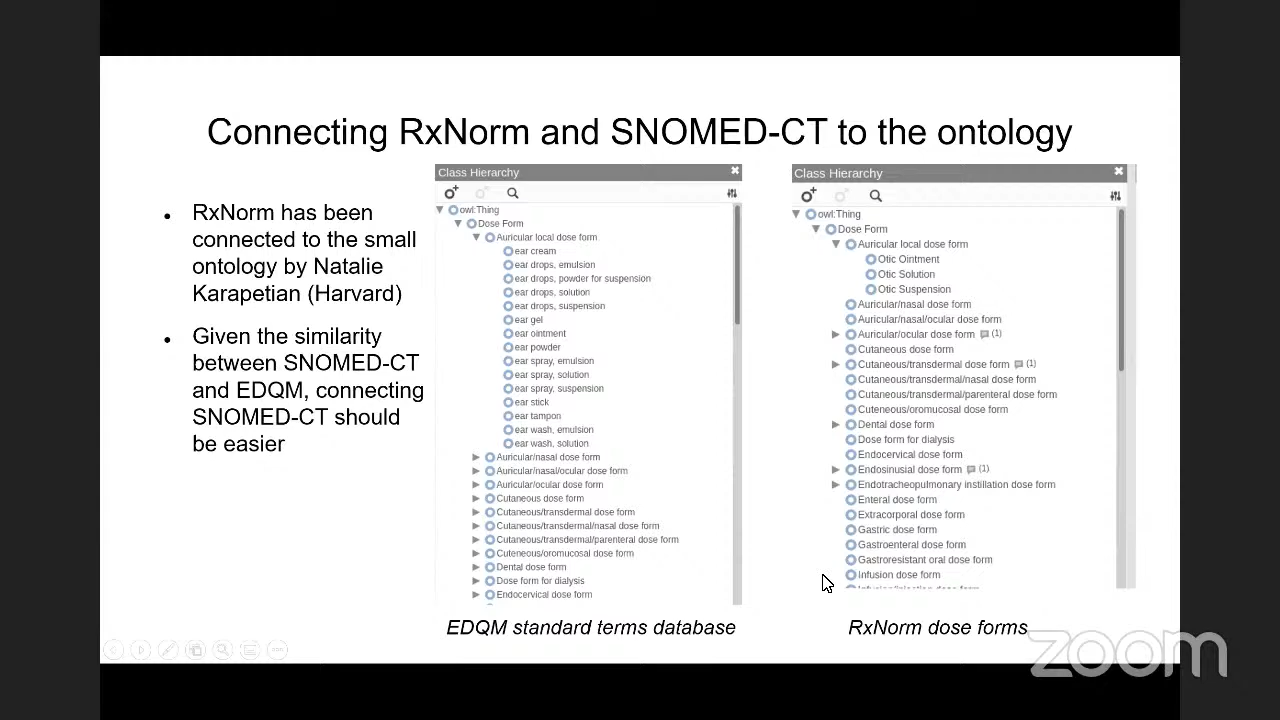 Connecting RxNorm and SNOMED-CT to the ontology
• RxNorm has been
connected to the small
ontology by Natalie
Karapetian (Harvard)
• Given the similarity
between SNOMED-CT
and EDQM, connecting
SNOMED-CT should
be easier
Class Hierarchy
owl:Thing
Dose Form
Auricular local dose form
ear cream
ear drops, emulsion
ear drops, powder for suspension
ear drops, solution
ear drops, suspension
ear gel
ear ointment
ear powder
ear spray, emulsion
ear spray, solution
ear spray, suspension
ear stick
ear tampon
ear wash, emulsion
ear wash, solution
Auricular/nasal dose form
Auricular/nasal/ocular dose form
Auricular/ocular dose form
Cutaneous dose form
Cutaneous/transdermal dose form
Cutaneous/transdermal/nasal dose form
Cutaneous/transdermal/parenteral dose form
Cuteneous/oromucosal dose form
Dental dose form
Dose form for dialysis
Endocervical dose form
EDQM standard terms database
Class Hierarchy
owl:Thing
Dose Form
Auricular local dose form
Otic Ointment
Otic Solution
Otic Suspension
Auricular/nasal dose form
Auricular/nasal/ocular dose form
Auricular/ocular dose form (1)
Cutaneous dose form
Cutaneous/transdermal dose form (1)
Cutaneous/transdermal/nasal dose form
Cutaneous/transdermal/parenteral dose form
Cuteneous/oromucosal dose form
Dental dose form
Dose form for dialysis
Endocervical dose form
Endosinusial dose form (1)
Endotracheopulmonary instillation dose form
Enteral dose form
Extracorporal dose form
Gastric dose form
Gastroenteral dose form
Gastroresistant oral dose form
Infusion dose form
Infusion/injection dose form
RxNorm dose forms
zoom